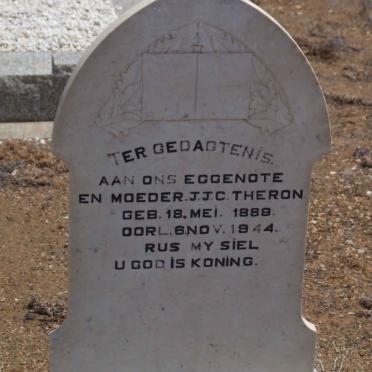 TER GEDAGTENIS.
AAN ONS EGGENOTE
EN MOEDER.J.J.C.THERON
GEB.18.MEI. 1889.
OORL.6.NOV.1944.
RUS MY SIEL
U GOD IS KONING.